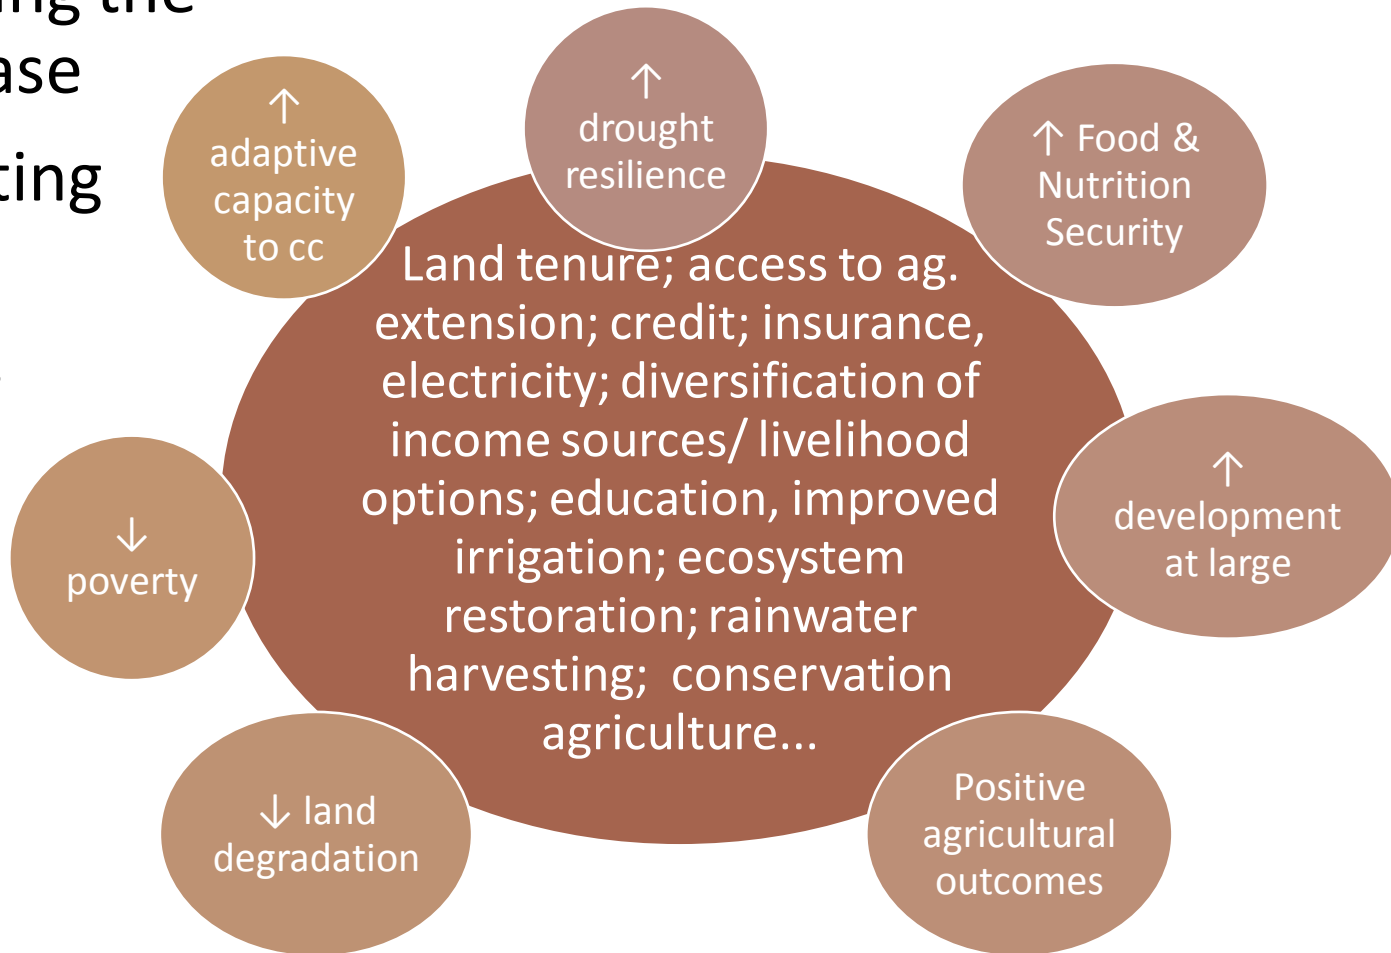 ng the
ase
ting
↑
adaptive
capacity
to cc
↑
drought
resilience
↑ Food &
Nutrition
Security
Land tenure; access to ag.
extension; credit; insurance,
electricity; diversification of
income sources/ livelihood
options; education, improved
irrigation; ecosystem
restoration; rainwater
harvesting; conservation
agriculture...
↑
development
at large
Positive
agricultural
outcomes
↓ land
degradation
↓
poverty